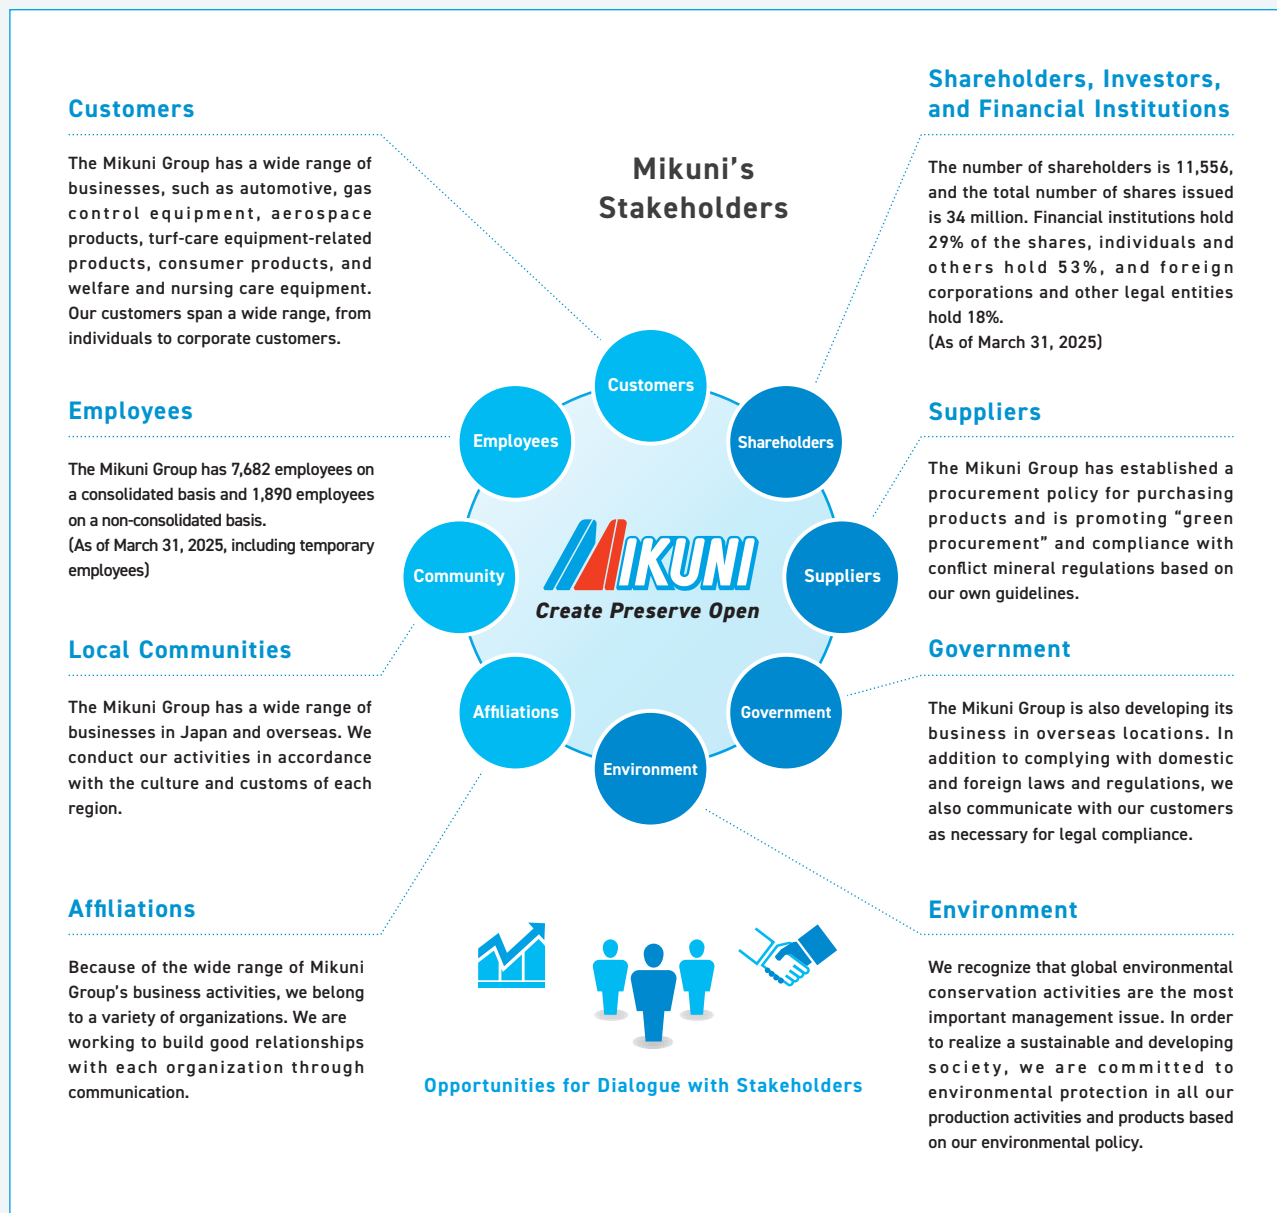 Mikuni's
Stakeholders
Customers
The Mikuni Group has a wide range of
businesses, such as automotive, gas
control equipment, aerospace
products, turf-care equipment-related
products, consumer products, and
welfare and nursing care equipment.
Our customers span a wide range, from
individuals to corporate customers.
Employees
The Mikuni Group has 7,682 employees on
a consolidated basis and 1,890 employees
on a non-consolidated basis.
(As of March 31, 2025, including temporary
employees)
Local Communities
The Mikuni Group has a wide range of
businesses in Japan and overseas. We
conduct our activities in accordance
with the culture and customs of each
region.
Affiliations
Because of the wide range of Mikuni
Group's business activities, we belong
to a variety of organizations. We are
working to build good relationships
with each organization through
communication.
Customers
Employees
Shareholders
Community
MIKUNI
Create Preserve Open
Suppliers
Affiliations
Government
Environment
Opportunities for Dialogue with Stakeholders
Shareholders, Investors,
and Financial Institutions
The number of shareholders is 11,556,
and the total number of shares issued
is 34 million. Financial institutions hold
29% of the shares, individuals and
others hold 53%, and foreign
corporations and other legal entities
hold 18%.
(As of March 31, 2025)
Suppliers
The Mikuni Group has established a
procurement policy for purchasing
products and is promoting “green
procurement” and compliance with
conflict mineral regulations based on
our own guidelines.
Government
The Mikuni Group is also developing its
business in overseas locations. In
addition to complying with domestic
and foreign laws and regulations, we
also communicate with our customers
as necessary for legal compliance.
Environment
We recognize that global environmental
conservation activities are the most
important management issue. In order
to realize a sustainable and developing
society, we are committed to
environmental protection in all our
production activities and products based
on our environmental policy.